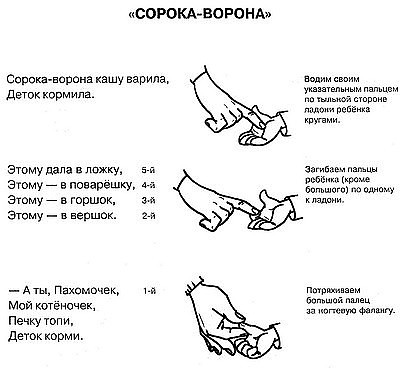 «СОРОКА-ВОРОНА»
Сорока-ворона кашу варила,
Деток кормила.
Водим своим
указательным пальцем
по тыльной стороне
ладони ребёнка
кругами.
Этому дала в ложку, 5-й
Этому — в поварёшку, 4-й
Этому — в горшок, 3-й
Этому — в вершок. 2-й
Загибаем пальцы
ребёнка (кроме
большого) по одному
к ладони.
— А ты, Пахомочек, 1-й
Мой котёночек,
Печку топи,
Деток корми.
Потряхиваем
большой палец
за ногтевую фалангу.